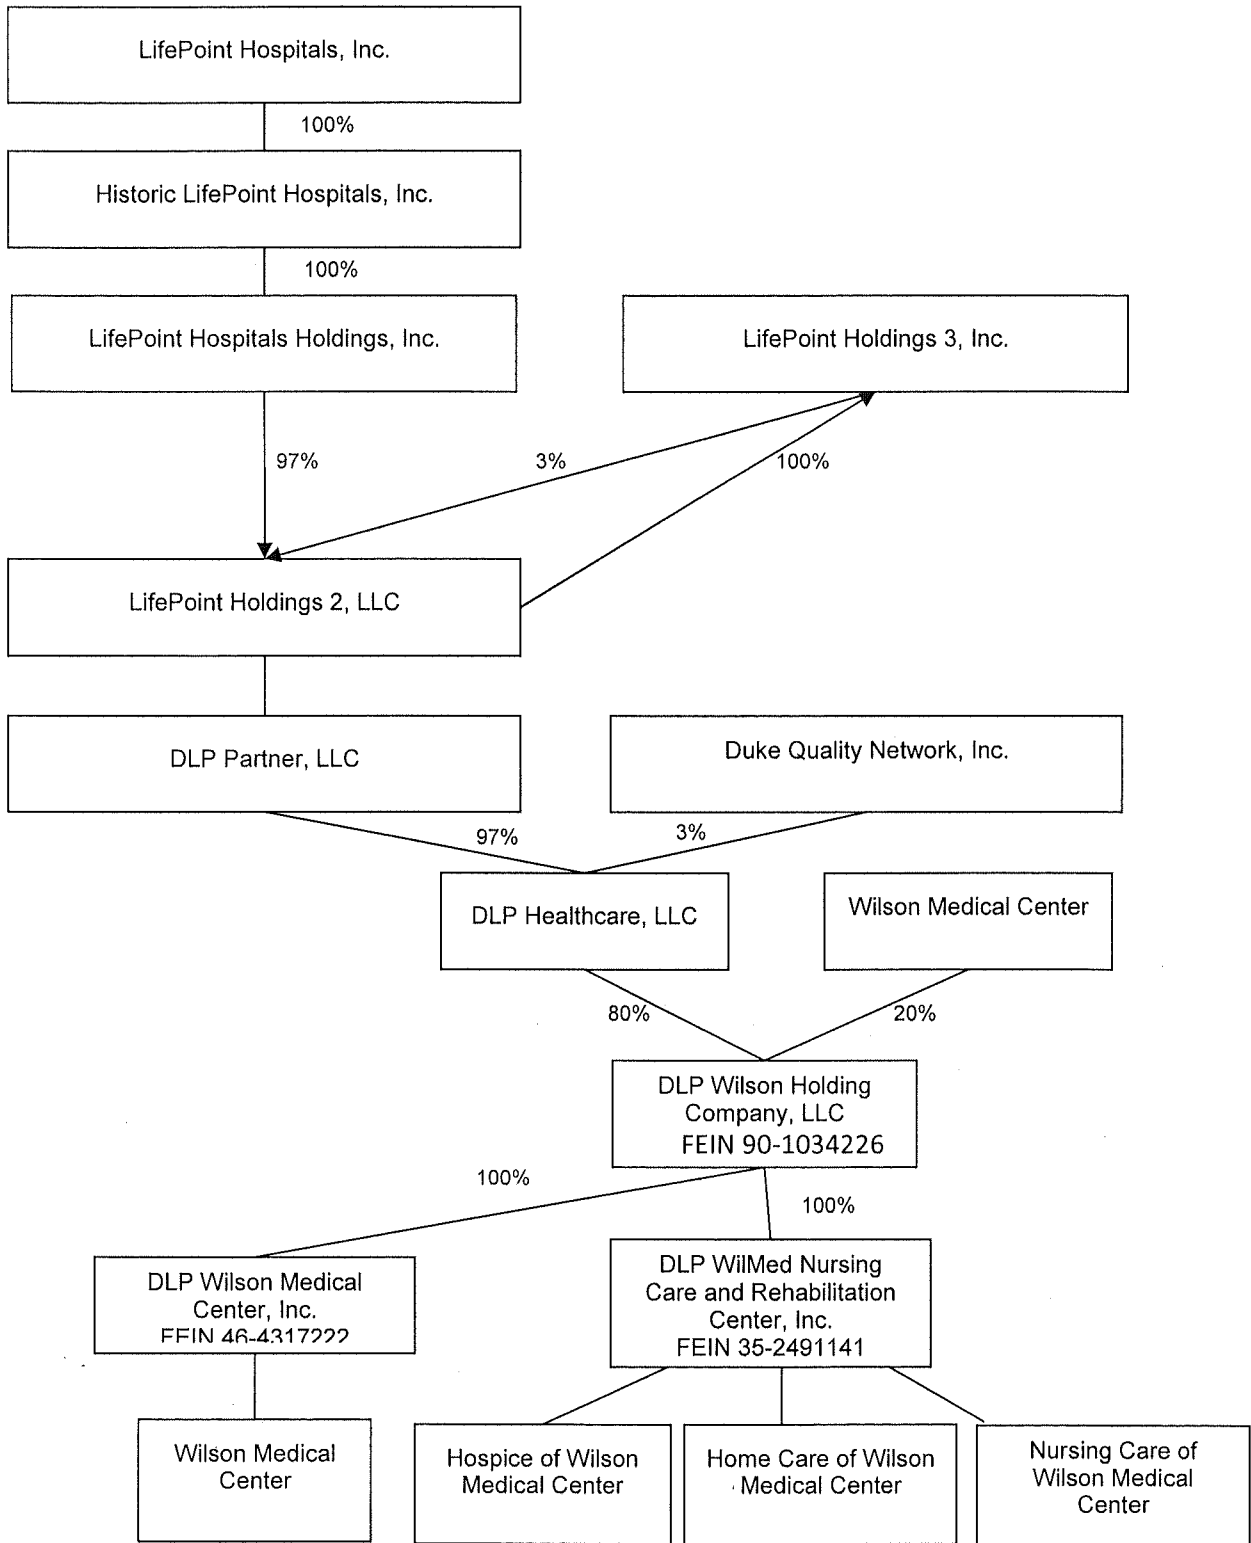 LifePoint Hospitals, Inc.
100%
Historic LifePoint Hospitals, Inc.
100%
LifePoint Hospitals Holdings, Inc.
LifePoint Holdings 3, Inc.
97%
3%
100%
LifePoint Holdings 2, LLC
DLP Partner, LLC
Duke Quality Network, Inc.
97%
3%
DLP Healthcare, LLC
Wilson Medical Center
80%
20%
DLP Wilson Holding
Company, LLC
FEIN 90-1034226
100%
100%
DLP Wilson Medical
Center, Inc.
FEIN 46-4317222
DLP WilMed Nursing
Care and Rehabilitation
Center, Inc.
FEIN 35-2491141
Wilson Medical
Center
Hospice of Wilson
Medical Center
Home Care of Wilson
Medical Center
Nursing Care of
Wilson Medical
Center